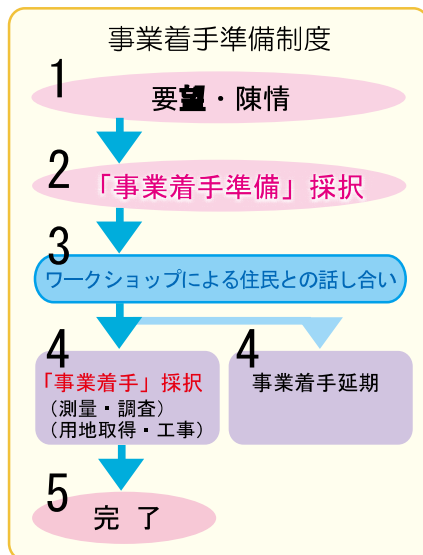 事業着手準備制度
1
要望・陳情
2
「事業着手準備」採択
3
ワークショップによる住民との話し合い
4
「事業着手」採択
（測量・調査）
（用地取得・工事）
4
事業着手延期
5
完 了